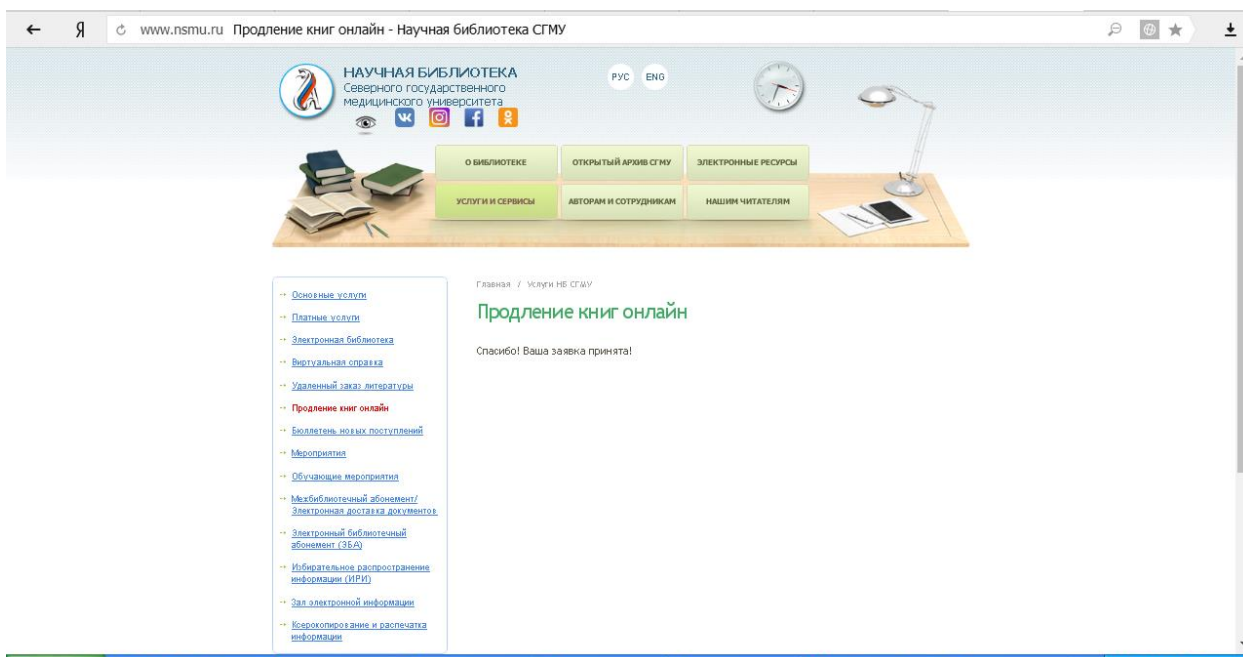 Я www.nsmu.ru Продление книг онлайн - Научная библиотека СГМУ
НАУЧНАЯ БИБЛИОТЕКА
Северного государственного
медицинского университета
РУС ENG
О БИБЛИОТЕКЕ ОТКРЫТЫЙ АРХИВ СГМУ ЭЛЕКТРОННЫЕ РЕСУРСЫ
УСЛУГИ И СЕРВИСЫ АВТОРАМ И СОТРУДНИКАМ НАШИМ ЧИТАТЕЛЯМ
Главная / Услуги НБ СГМУ
Продление книг онлайн
Спасибо! Ваша заявка принята!
Основные услуги
Платные услуги
Электронная библиотека
Виртуальная справка
Удаленный заказ литературы
Продление книг онлайн
Бюллетень новых поступлений
Мероприятия
Обучающие мероприятия
Межбиблиотечный абонемент/
Электронная доставка документов
Электронный библиотечный
абонемент (ЭБА)
Избирательное распространение
информации (ИРИ)
Зал электронной информации
Ксерокопирование и распечатка
информации